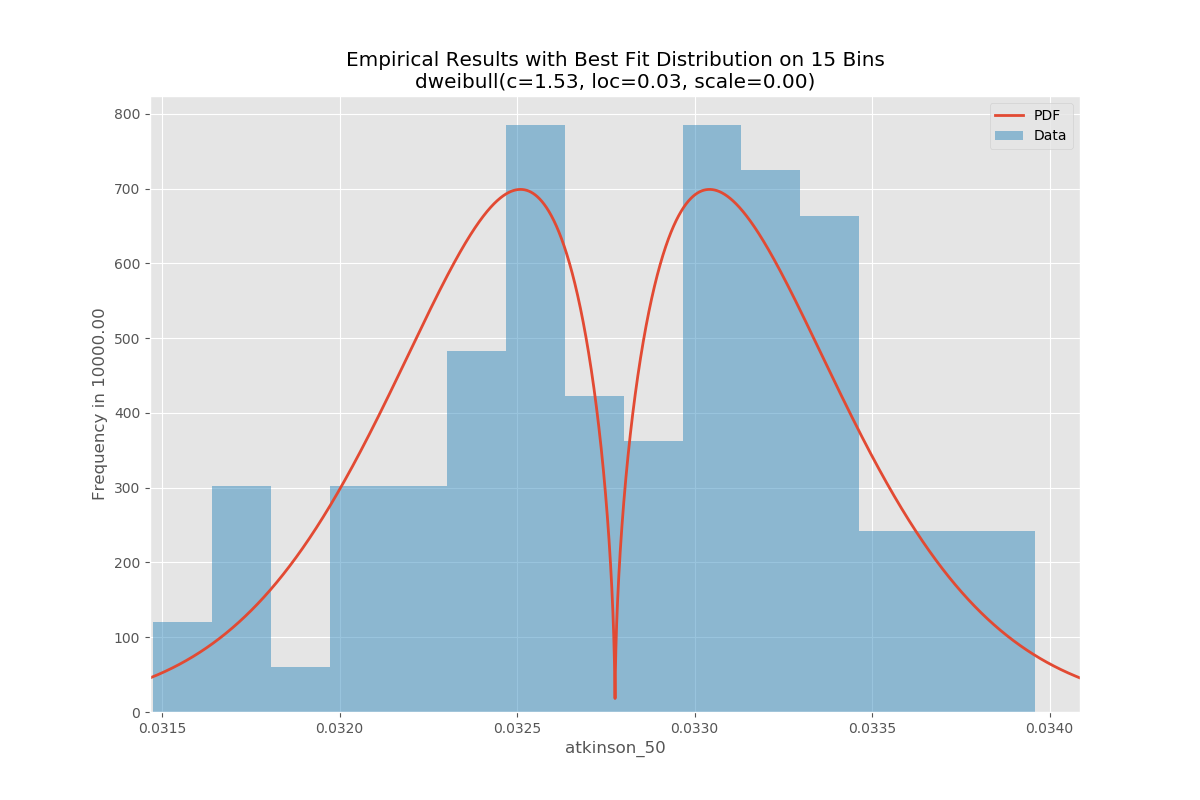 Empirical Results with Best Fit Distribution on 15 Bins
dweibull(c=1.53, loc=0.03, scale=0.00)
PDF
Data
800
700
600
500
400
300
200
100
0
Frequency in 10000.00
0.0315
0.0320
0.0325
0.0330
0.0335
0.0340
atkinson_50